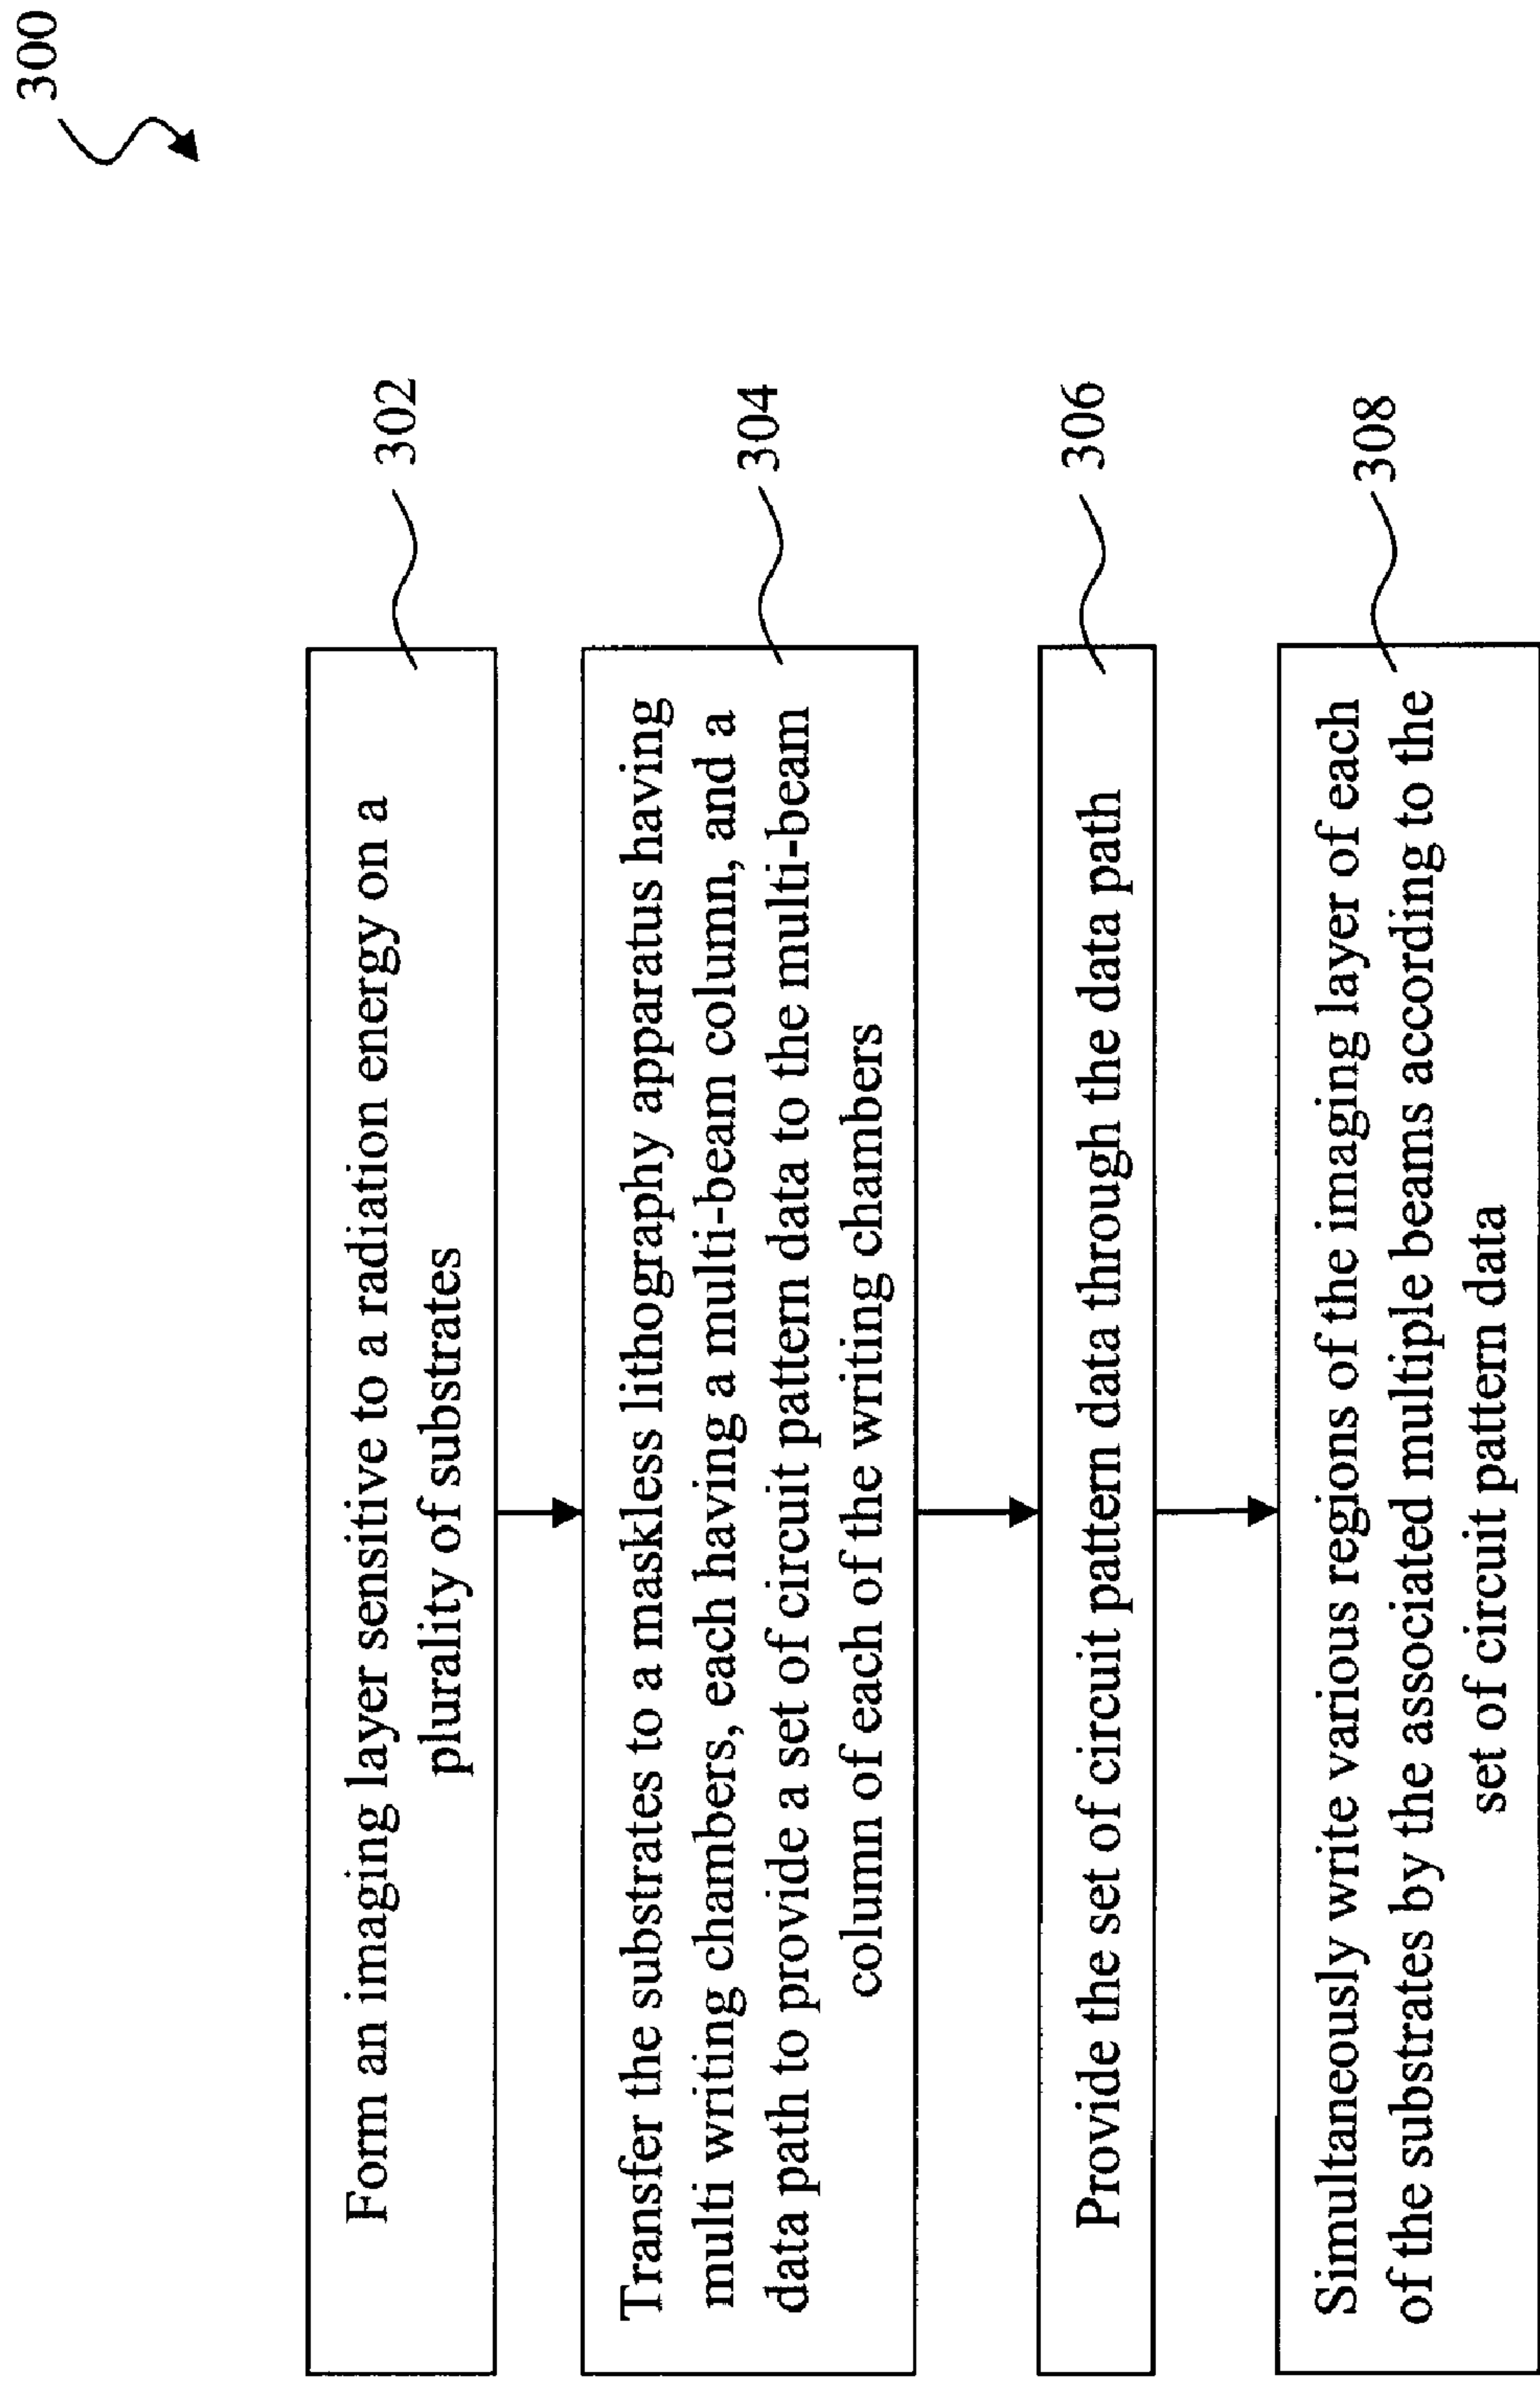 300
Form an imaging layer sensitive to a radiation energy on a
plurality of substrates
302
Transfer the substrates to a maskless lithography apparatus having
multi writing chambers, each having a multi-beam column, and a
data path to provide a set of circuit pattern data to the multi-beam
column of each of the writing chambers
304
Provide the set of circuit pattern data through the data path
306
Simultaneously write various regions of the imaging layer of each
of the substrates by the associated multiple beams according to the
set of circuit pattern data
308